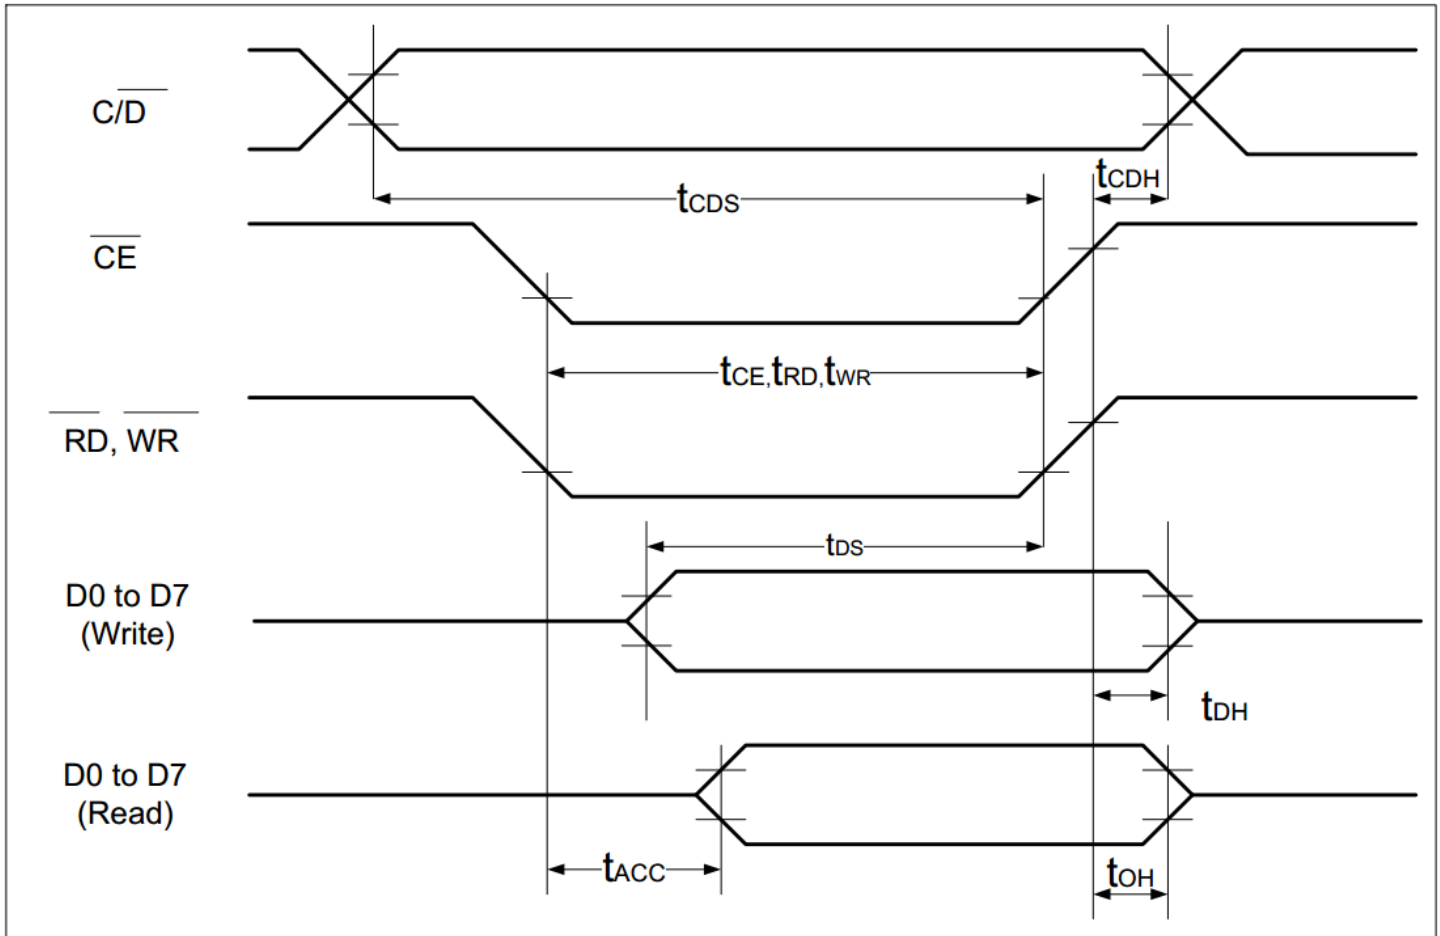 C/D
tCDH
tCDS
CE
tCE,tRD,tWR
RD, WR
tDS
D0 to D7
(Write)
tDH
D0 to D7
(Read)
tACC
tOH